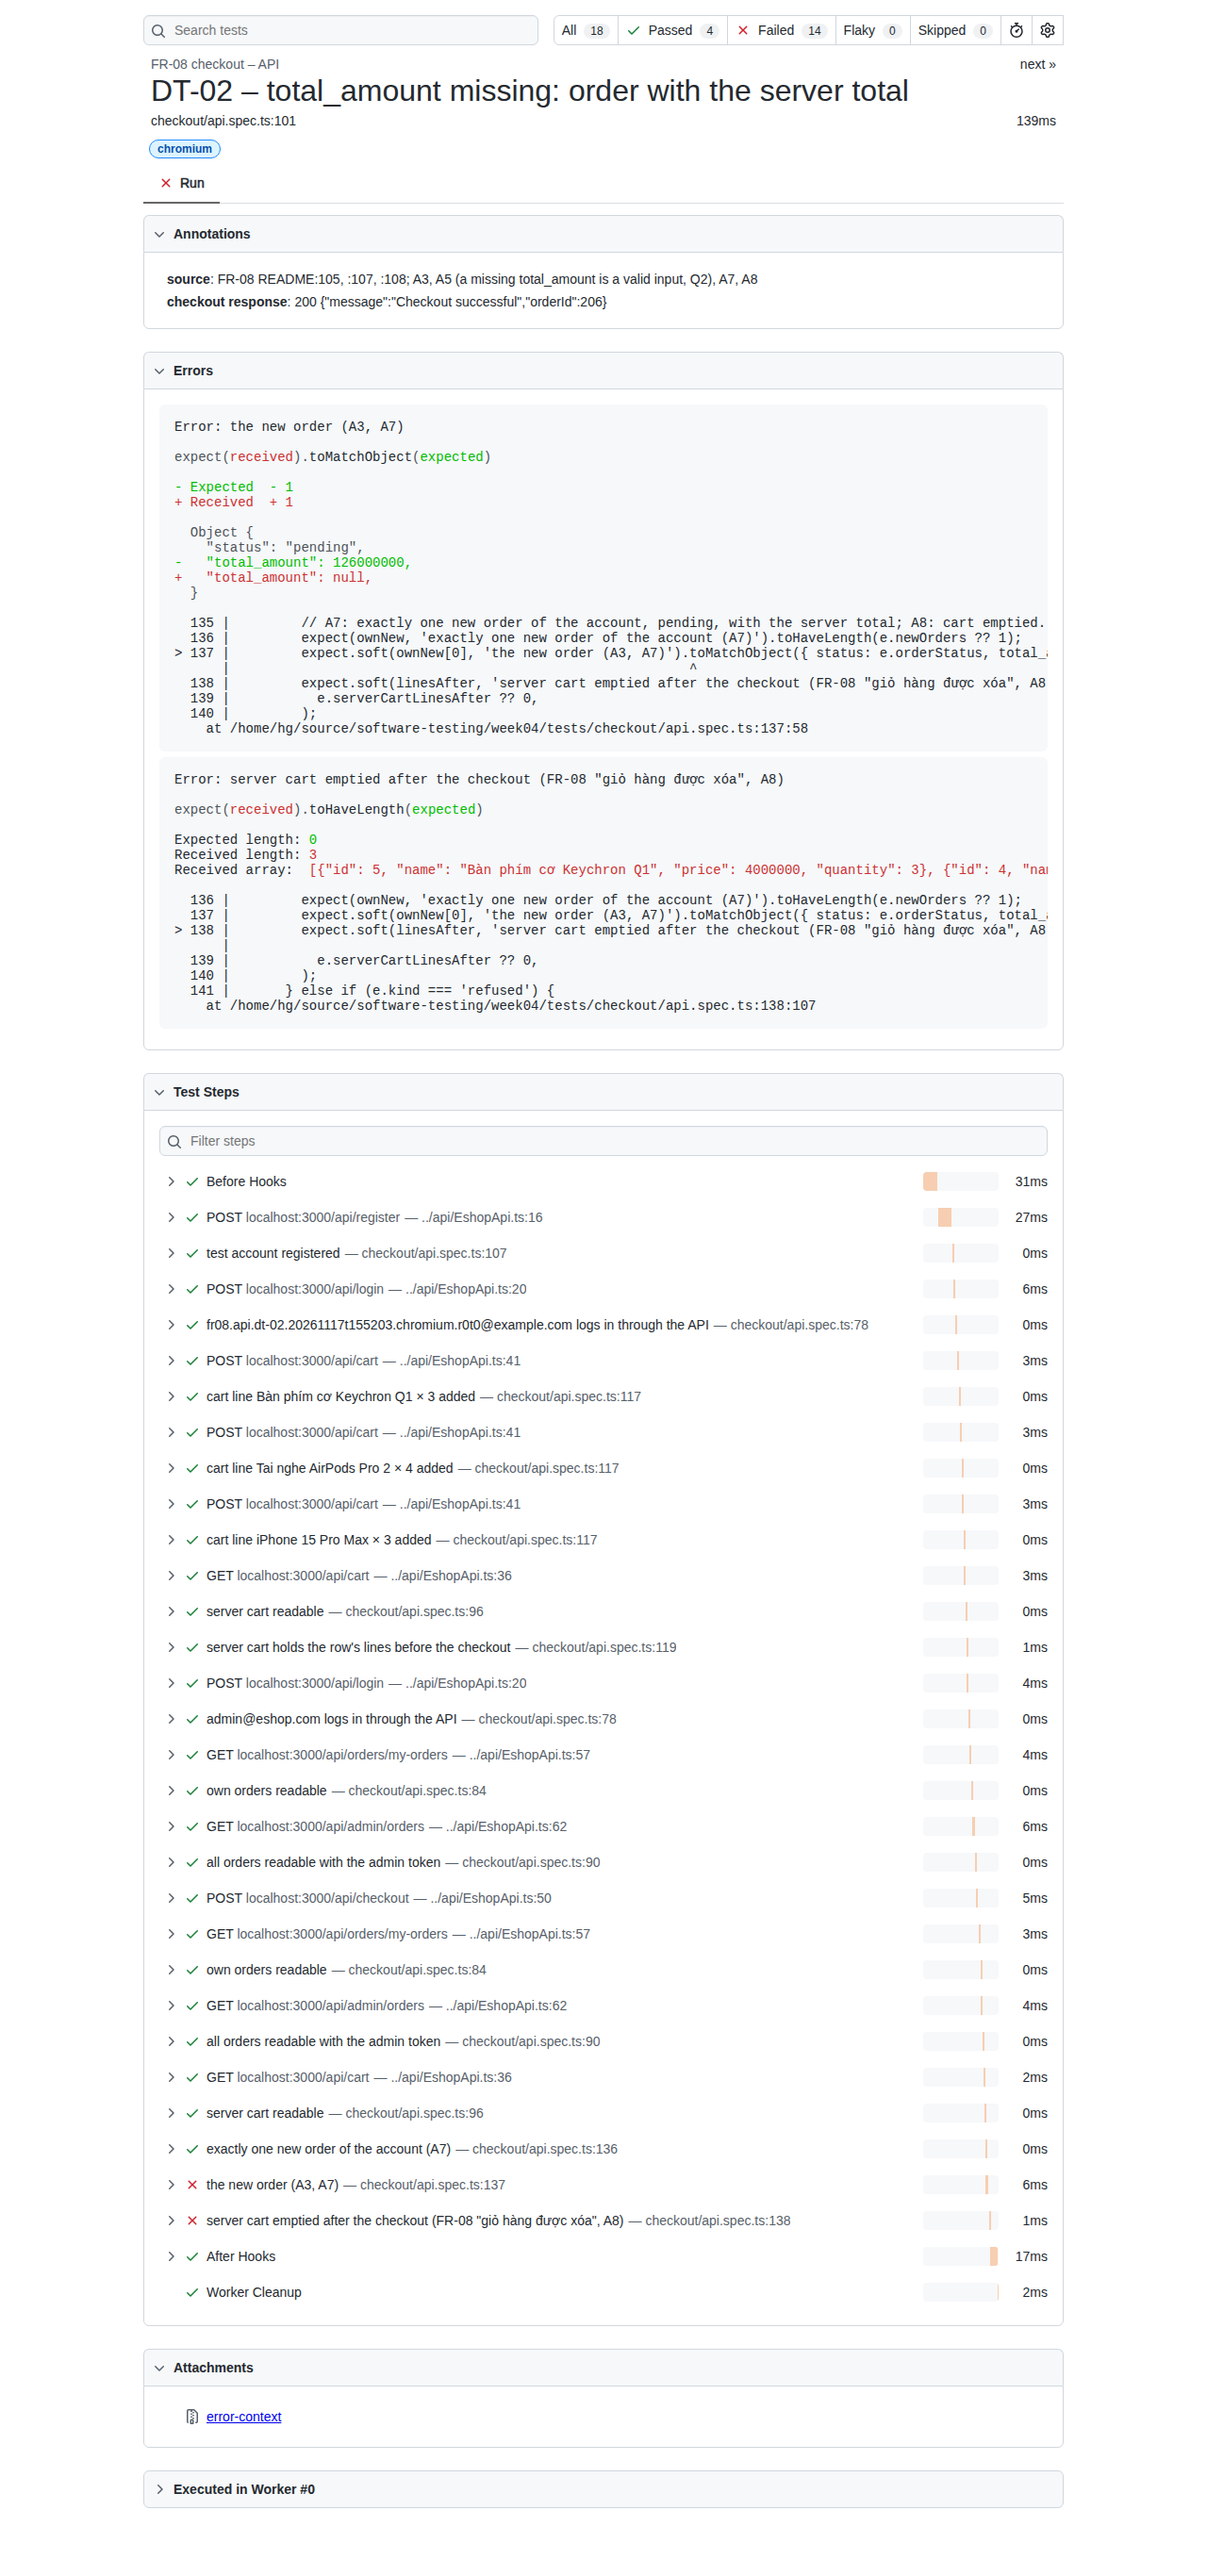 Search tests
All 18 Passed 4 Failed 14 Flaky 0 Skipped 0
FR-08 checkout – API
next »
DT-02 – total_amount missing: order with the server total
checkout/api.spec.ts:101
139ms
chromium
Run
Annotations
source: FR-08 README:105, :107, :108; A3, A5 (a missing total_amount is a valid input, Q2), A7, A8
checkout response: 200 {"message":"Checkout successful","orderId":206}
Errors
Error: the new order (A3, A7)
expect(received).toMatchObject(expected)
- Expected  - 1
+ Received  + 1
  Object {
    "status": "pending",
-   "total_amount": 126000000,
+   "total_amount": null,
  }
  135 |         // A7: exactly one new order of the account, pending, with the server total; A8: cart emptied.
  136 |         expect(ownNew, 'exactly one new order of the account (A7)').toHaveLength(e.newOrders ?? 1);
> 137 |         expect.soft(ownNew[0], 'the new order (A3, A7)').toMatchObject({ status: e.orderStatus, total_
      |                                                          ^
  138 |         expect.soft(linesAfter, 'server cart emptied after the checkout (FR-08 "giỏ hàng được xóa", A8
  139 |           e.serverCartLinesAfter ?? 0,
  140 |         );
    at /home/hg/source/software-testing/week04/tests/checkout/api.spec.ts:137:58
Error: server cart emptied after the checkout (FR-08 "giỏ hàng được xóa", A8)
expect(received).toHaveLength(expected)
Expected length: 0
Received length: 3
Received array:  [{"id": 5, "name": "Bàn phím cơ Keychron Q1", "price": 4000000, "quantity": 3}, {"id": 4, "nam
  136 |         expect(ownNew, 'exactly one new order of the account (A7)').toHaveLength(e.newOrders ?? 1);
  137 |         expect.soft(ownNew[0], 'the new order (A3, A7)').toMatchObject({ status: e.orderStatus, total_
> 138 |         expect.soft(linesAfter, 'server cart emptied after the checkout (FR-08 "giỏ hàng được xóa", A8
      |
  139 |           e.serverCartLinesAfter ?? 0,
  140 |         );
  141 |       } else if (e.kind === 'refused') {
    at /home/hg/source/software-testing/week04/tests/checkout/api.spec.ts:138:107
Test Steps
Filter steps
Before Hooks 31ms
POST localhost:3000/api/register — ../api/EshopApi.ts:16 27ms
test account registered — checkout/api.spec.ts:107 0ms
POST localhost:3000/api/login — ../api/EshopApi.ts:20 6ms
fr08.api.dt-02.20261117t155203.chromium.r0t0@example.com logs in through the API — checkout/api.spec.ts:78 0ms
POST localhost:3000/api/cart — ../api/EshopApi.ts:41 3ms
cart line Bàn phím cơ Keychron Q1 × 3 added — checkout/api.spec.ts:117 0ms
POST localhost:3000/api/cart — ../api/EshopApi.ts:41 3ms
cart line Tai nghe AirPods Pro 2 × 4 added — checkout/api.spec.ts:117 0ms
POST localhost:3000/api/cart — ../api/EshopApi.ts:41 3ms
cart line iPhone 15 Pro Max × 3 added — checkout/api.spec.ts:117 0ms
GET localhost:3000/api/cart — ../api/EshopApi.ts:36 3ms
server cart readable — checkout/api.spec.ts:96 0ms
server cart holds the row's lines before the checkout — checkout/api.spec.ts:119 1ms
POST localhost:3000/api/login — ../api/EshopApi.ts:20 4ms
admin@eshop.com logs in through the API — checkout/api.spec.ts:78 0ms
GET localhost:3000/api/orders/my-orders — ../api/EshopApi.ts:57 4ms
own orders readable — checkout/api.spec.ts:84 0ms
GET localhost:3000/api/admin/orders — ../api/EshopApi.ts:62 6ms
all orders readable with the admin token — checkout/api.spec.ts:90 0ms
POST localhost:3000/api/checkout — ../api/EshopApi.ts:50 5ms
GET localhost:3000/api/orders/my-orders — ../api/EshopApi.ts:57 3ms
own orders readable — checkout/api.spec.ts:84 0ms
GET localhost:3000/api/admin/orders — ../api/EshopApi.ts:62 4ms
all orders readable with the admin token — checkout/api.spec.ts:90 0ms
GET localhost:3000/api/cart — ../api/EshopApi.ts:36 2ms
server cart readable — checkout/api.spec.ts:96 0ms
exactly one new order of the account (A7) — checkout/api.spec.ts:136 0ms
the new order (A3, A7) — checkout/api.spec.ts:137 6ms
server cart emptied after the checkout (FR-08 "giỏ hàng được xóa", A8) — checkout/api.spec.ts:138 1ms
After Hooks 17ms
Worker Cleanup 2ms
Attachments
error-context
Executed in Worker #0